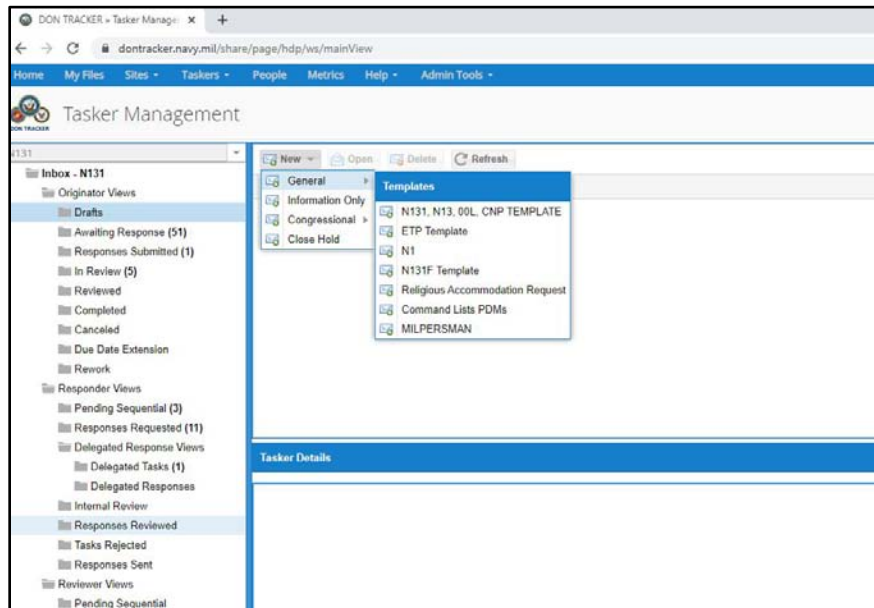 DON TRACKER » Tasker Manage
dontracker.navy.mil/share/page/hdp/ws/mainView
Home My Files Sites Taskers People Metrics Help Admin Tools
DON TRACKER
Tasker Management
N131
New Open Delete Refresh
Inbox - N131
Originator Views
Drafts
Awaiting Response (51)
Responses Submitted (1)
In Review (5)
Reviewed
Completed
Canceled
Due Date Extension
Rework
Responder Views
Pending Sequential (3)
Responses Requested (11)
Delegated Response Views
Delegated Tasks (1)
Delegated Responses
Internal Review
Responses Reviewed
Tasks Rejected
Responses Sent
Reviewer Views
Pending Sequential
General
Information Only
Congressional
Close Hold
Templates
N131, N13, 00L, CNP TEMPLATE
ETP Template
N1
N131F Template
Religious Accommodation Request
Command Lists PDMs
MILPERSMAN
Tasker Details